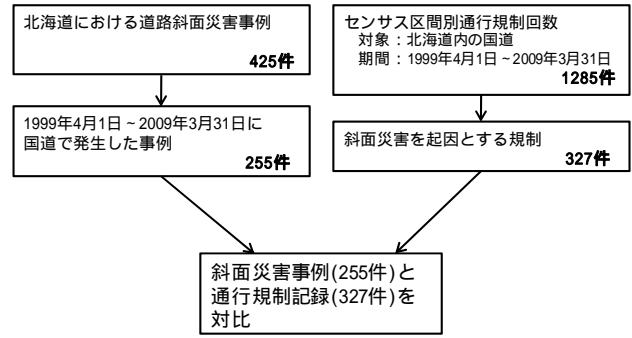 北海道における道路斜面災害事例
425件
1999年4月1日~2009年3月31日に
国道で発生した事例
255件
センサス区間別通行規制回数
対象:北海道内の国道
期間:1999年4月1日~2009年3月31日
1285件
斜面災害を起因とする規制
327件
斜面災害事例(255件)と
通行規制記録(327件)を
対比